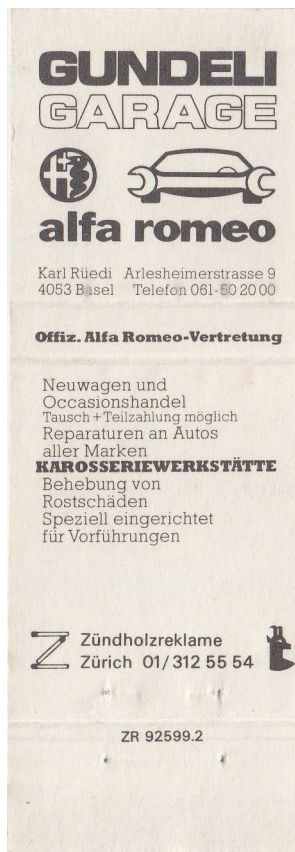 GUNDELI
GARAGE
alfa romeo
Karl Rüedi Arlesheimerstrasse 9
4053 Basel Telefon 061-50 20 00
Offiz. Alfa Romeo-Vertretung
Neuwagen und
Occasionshandel
Tausch + Teilzahlung möglich
Reparaturen an Autos
aller Marken
KAROSSERIEWERKSTÄTTE
Behebung von
Rostschäden
Speziell eingerichtet
für Vorführungen
Zündholzreklame
Zürich 01/312 55 54
ZR 92599.2